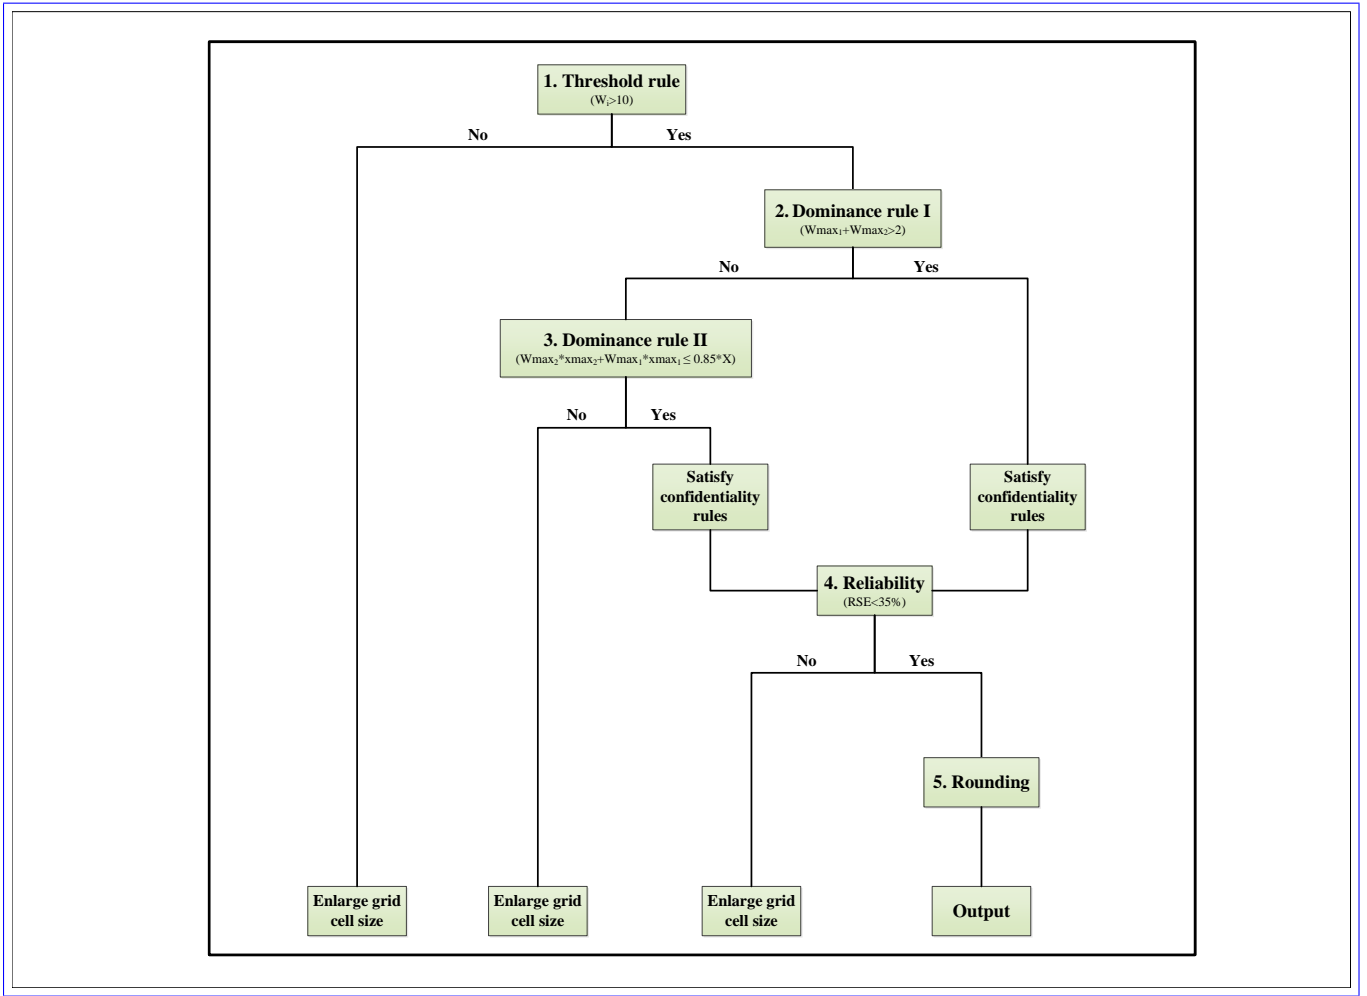 1. Threshold rule
(Wi>10)
No
Yes
2. Dominance rule I
(Wmax1+Wmax2>2)
No
Yes
3. Dominance rule II
(Wmax2*xmax2+Wmax1*xmax1 ≤ 0.85*X)
No
Yes
Satisfy
confidentiality
rules
Satisfy
confidentiality
rules
4. Reliability
(RSE<35%)
No
Yes
5. Rounding
Enlarge grid
cell size
Enlarge grid
cell size
Enlarge grid
cell size
Output